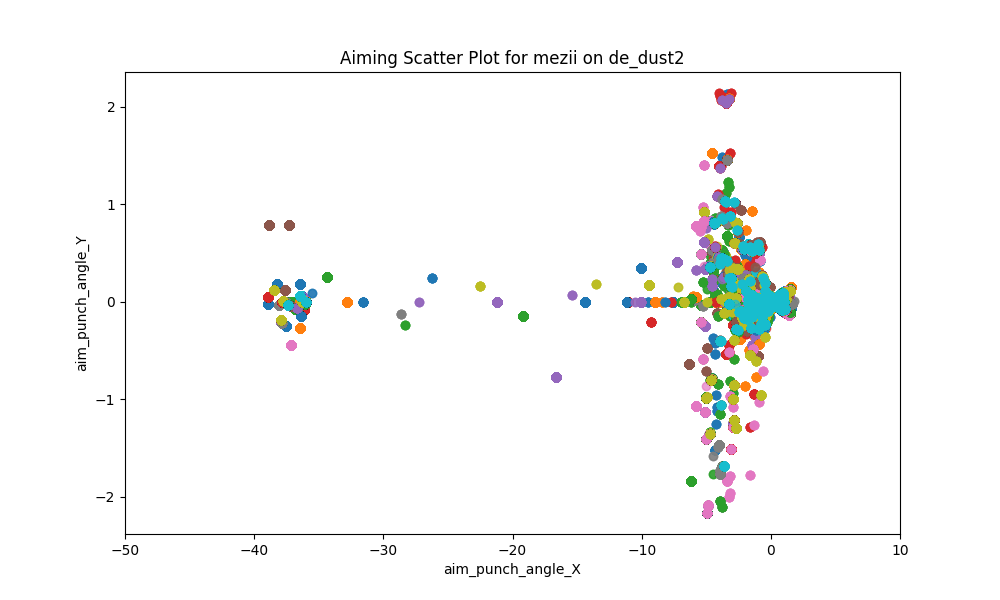 Aiming Scatter Plot for mezii on de_dust2
aim_punch_angle_Y
2
1
0
−1
−2
−50 −40 −30 −20 −10 0 10
aim_punch_angle_X